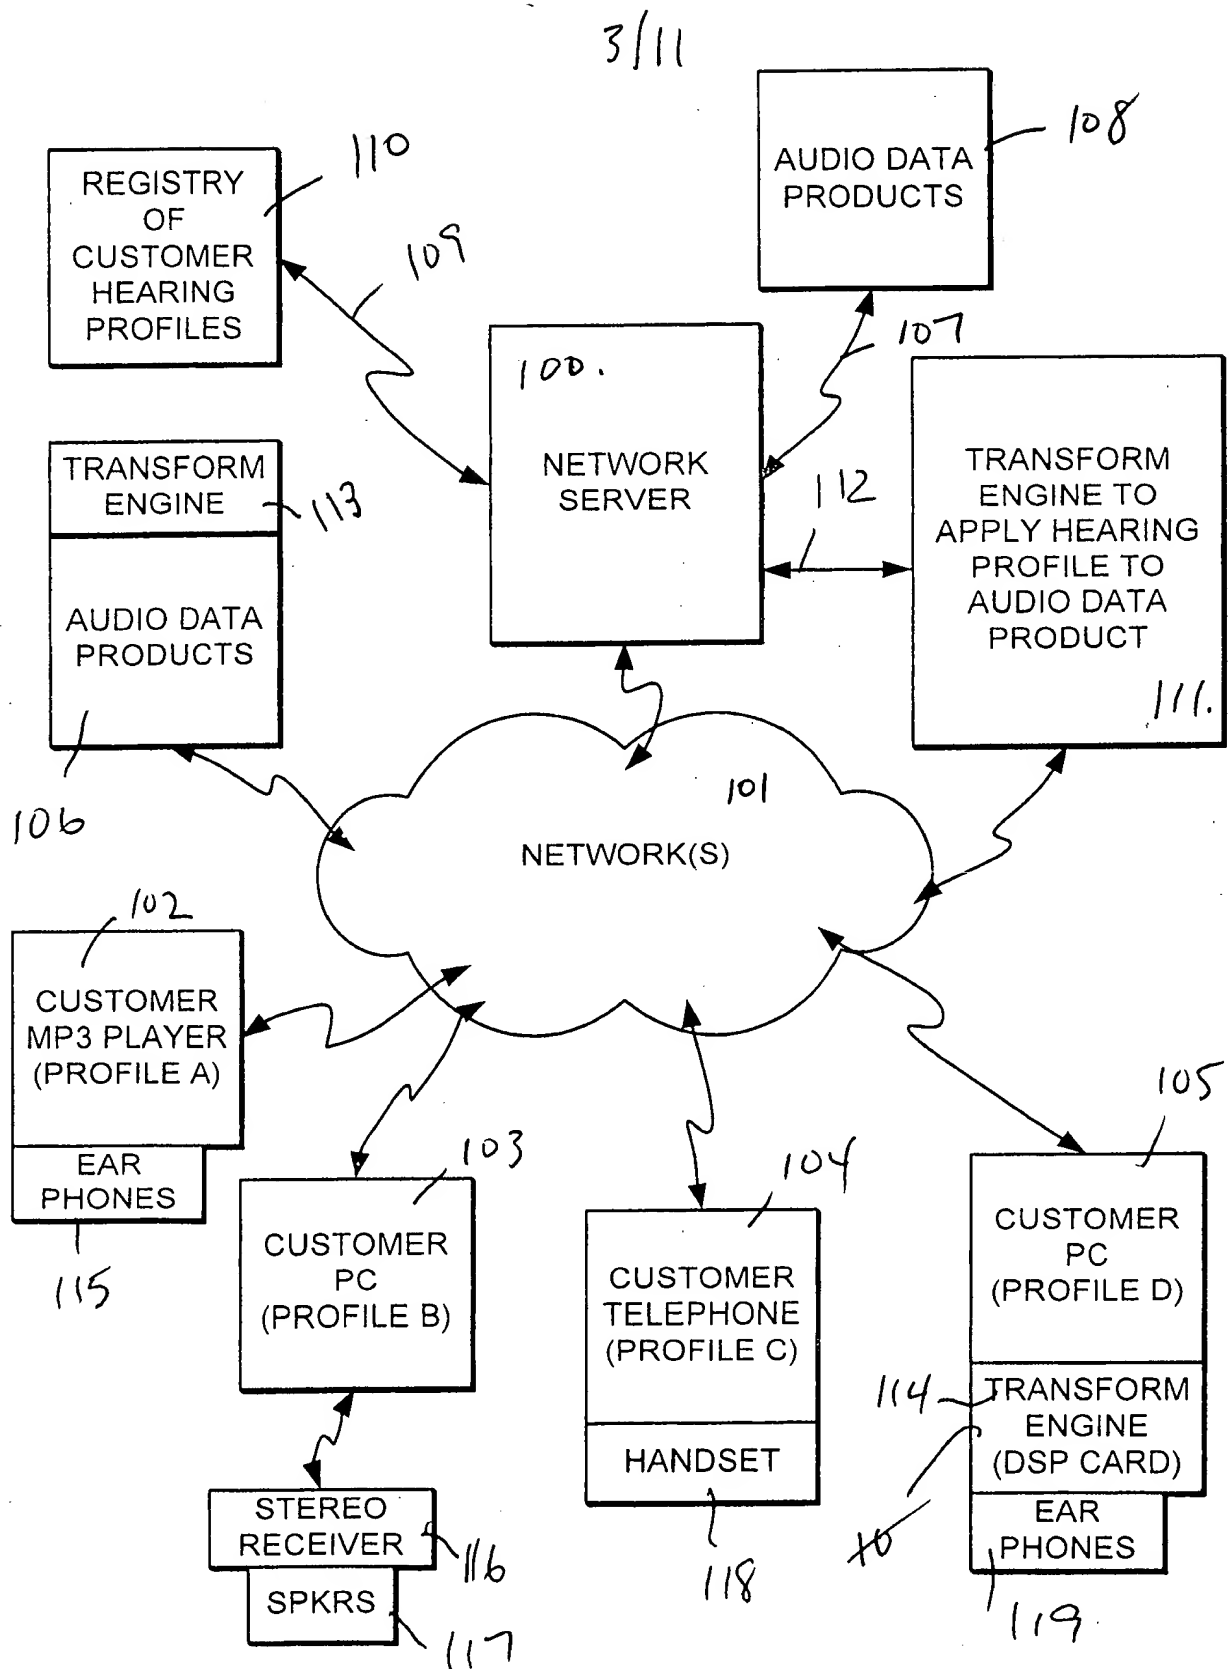 3/11
108
AUDIO DATA
PRODUCTS
110
REGISTRY
OF
CUSTOMER
HEARING
PROFILES
109
107
100.
NETWORK
SERVER
112
TRANSFORM
ENGINE TO
APPLY HEARING
PROFILE TO
AUDIO DATA
PRODUCT
111.
TRANSFORM
ENGINE
113
AUDIO DATA
PRODUCTS
106
101
NETWORK(S)
102
CUSTOMER
MP3 PLAYER
(PROFILE A)
EAR
PHONES
115
103
CUSTOMER
PC
(PROFILE B)
STEREO
RECEIVER
116
SPKRS
117
104
CUSTOMER
TELEPHONE
(PROFILE C)
HANDSET
118
105
CUSTOMER
PC
(PROFILE D)
114
TRANSFORM
ENGINE
(DSP CARD)
10
EAR
PHONES
119